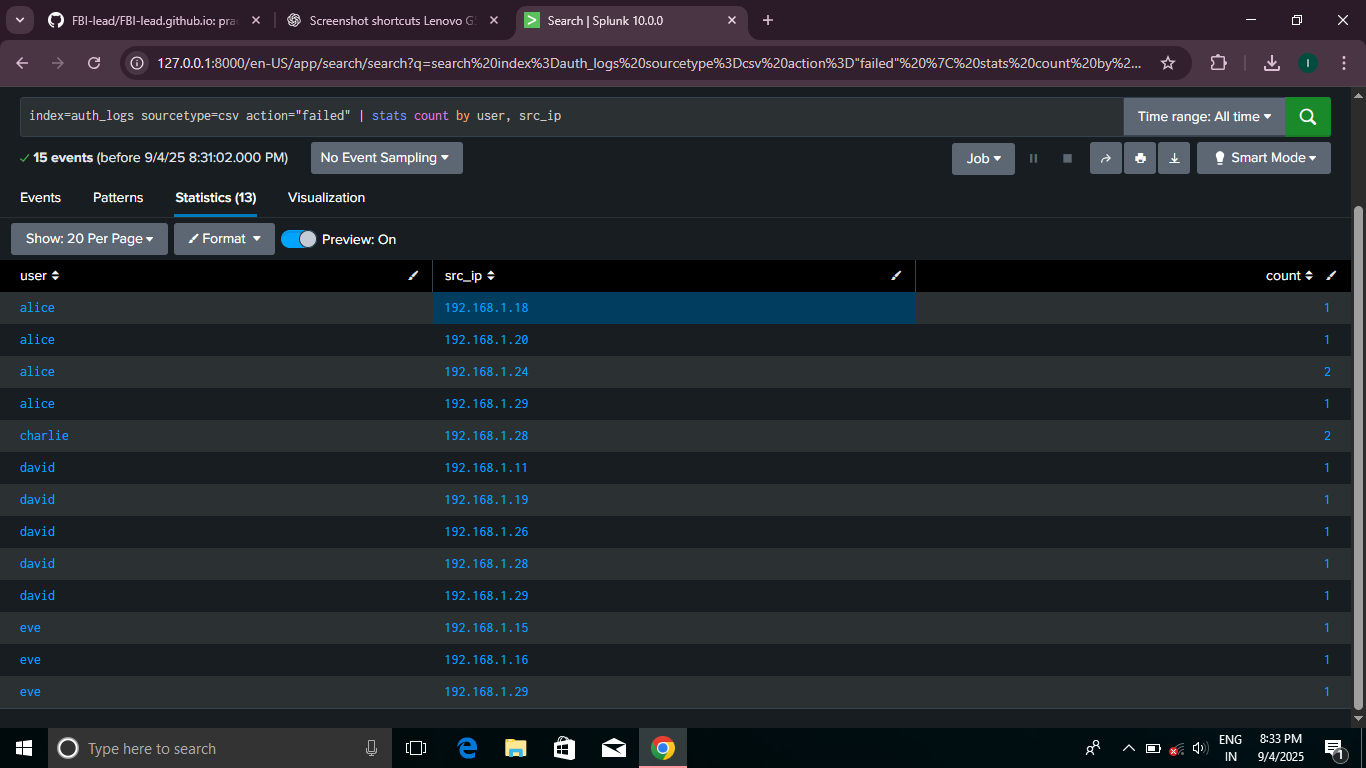 FBI-lead/FBI-lead.github.io: pra
Screenshot shortcuts Lenovo G
Search | Splunk 10.0.0
127.0.0.1:8000/en-US/app/search/search?q=search%20index%3Dauth_logs%20sourcetype%3Dcsv%20action%3D"failed"%20%7C%20stats%20count%20by%2...
I
index=auth_logs sourcetype=csv action="failed" | stats count by user, src_ip
Time range: All time
15 events (before 9/4/25 8:31:02.000 PM)
No Event Sampling
Job
Smart Mode
Events Patterns Statistics (13) Visualization
Show: 20 Per Page
Format
Preview: On
user src_ip count
alice 192.168.1.18 1
alice 192.168.1.20 1
alice 192.168.1.24 2
alice 192.168.1.29 1
charlie 192.168.1.28 2
david 192.168.1.11 1
david 192.168.1.19 1
david 192.168.1.26 1
david 192.168.1.28 1
david 192.168.1.29 1
eve 192.168.1.15 1
eve 192.168.1.16 1
eve 192.168.1.29 1
Type here to search
ENG
IN
8:33 PM
9/4/2025
1